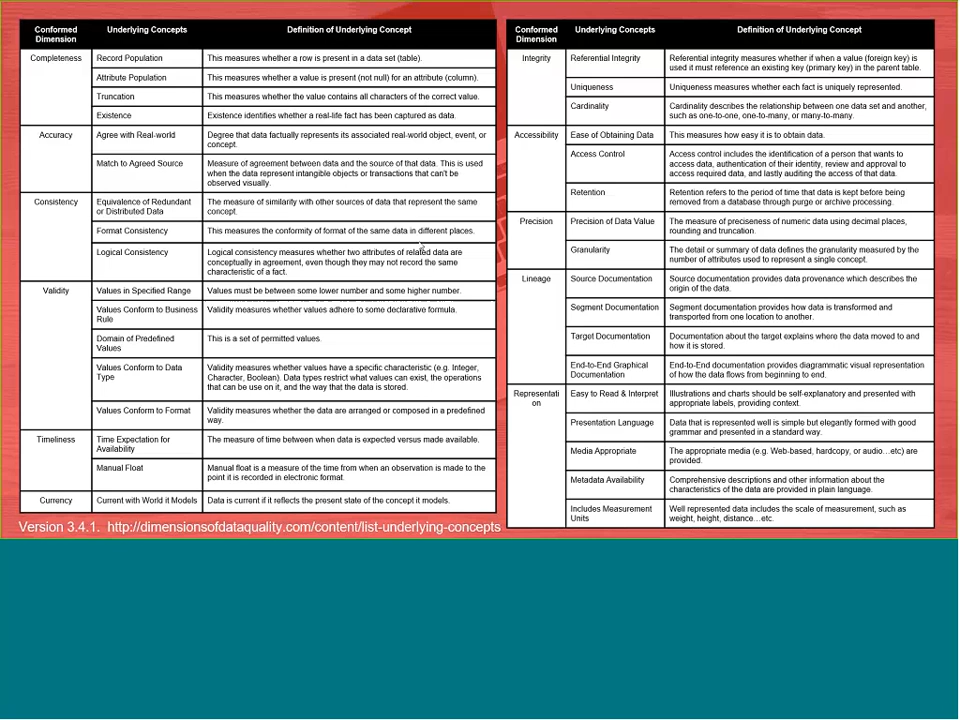 Conformed Dimension Underlying Concepts Definition of Underlying Concept
Completeness Record Population This measures whether a row is present in a data set (table).
Attribute Population This measures whether a value is present (not null) for an attribute (column).
Truncation This measures whether the value contains all characters of the correct value.
Existence Existence identifies whether a real-life fact has been captured as data.
Accuracy Agree with Real-world Degree that data factually represents its associated real-world object, event, or
concept.
Match to Agreed Source Measure of agreement between data and the source of that data. This is used
when the data represent intangible objects or transactions that can't be
observed visually.
Consistency Equivalence of Redundant The measure of similarity with other sources of data that represent the same
or Distributed Data concept.
Format Consistency This measures the conformity of format of the same data in different places.
Logical Consistency Logical consistency measures whether two attributes of related data are
conceptually in agreement, even though they may not record the same
characteristic of a fact.
Validity Values in Specified Range Values must be between some lower number and some higher number.
Values Conform to Business Validity measures whether values adhere to some declarative formula.
Rule
Domain of Predefined This is a set of permitted values.
Values
Values Conform to Data Validity measures whether values have a specific characteristic (e.g. Integer,
Type Character, Boolean). Data types restrict what values can exist, the operations
that can be use on it, and the way that the data is stored.
Values Conform to Format Validity measures whether the data are arranged or composed in a predefined
way.
Timeliness Time Expectation for The measure of time between when data is expected versus made available.
Availability
Manual Float Manual float is a measure of the time from when an observation is made to the
point it is recorded in electronic format.
Currency Current with World it Models Data is current if it reflects the present state of the concept it models.
Version 3.4.1. http://dimensionsofdataquality.com/content/list-underlying-concepts
Conformed Dimension Underlying Concepts Definition of Underlying Concept
Integrity Referential Integrity Referential integrity measures whether if when a value (foreign key) is
used it must reference an existing key (primary key) in the parent table.
Uniqueness Uniqueness measures whether each fact is uniquely represented.
Cardinality Cardinality describes the relationship between one data set and another,
such as one-to-one, one-to-many, or many-to-many.
Accessibility Ease of Obtaining Data This measures how easy it is to obtain data.
Access Control Access control includes the identification of a person that wants to
access data, authentication of their identity, review and approval to
access required data, and lastly auditing the access of that data.
Retention Retention refers to the period of time that data is kept before being
removed from a database through purge or archive processing.
Precision Precision of Data Value The measure of preciseness of numeric data using decimal places,
rounding and truncation.
Granularity The detail or summary of data defines the granularity measured by the
number of attributes used to represent a single concept.
Lineage Source Documentation Source documentation provides data provenance which describes the
origin of the data.
Segment Documentation Segment documentation provides how data is transformed and
transported from one location to another.
Target Documentation Documentation about the target explains where the data moved to and
how it is stored.
End-to-End Graphical End-to-End documentation provides diagrammatic visual representation
Documentation of how the data flows from beginning to end.
Representati Easy to Read & Interpret Illustrations and charts should be self-explanatory and presented with
on appropriate labels, providing context.
Presentation Language Data that is represented well is simple but elegantly formed with good
grammar and presented in a standard way.
Media Appropriate The appropriate media (e.g. Web-based, hardcopy, or audio...etc) are
provided.
Metadata Availability Comprehensive descriptions and other information about the
characteristics of the data are provided in plain language.
Includes Measurement Well represented data includes the scale of measurement, such as
Units weight, height, distance...etc.